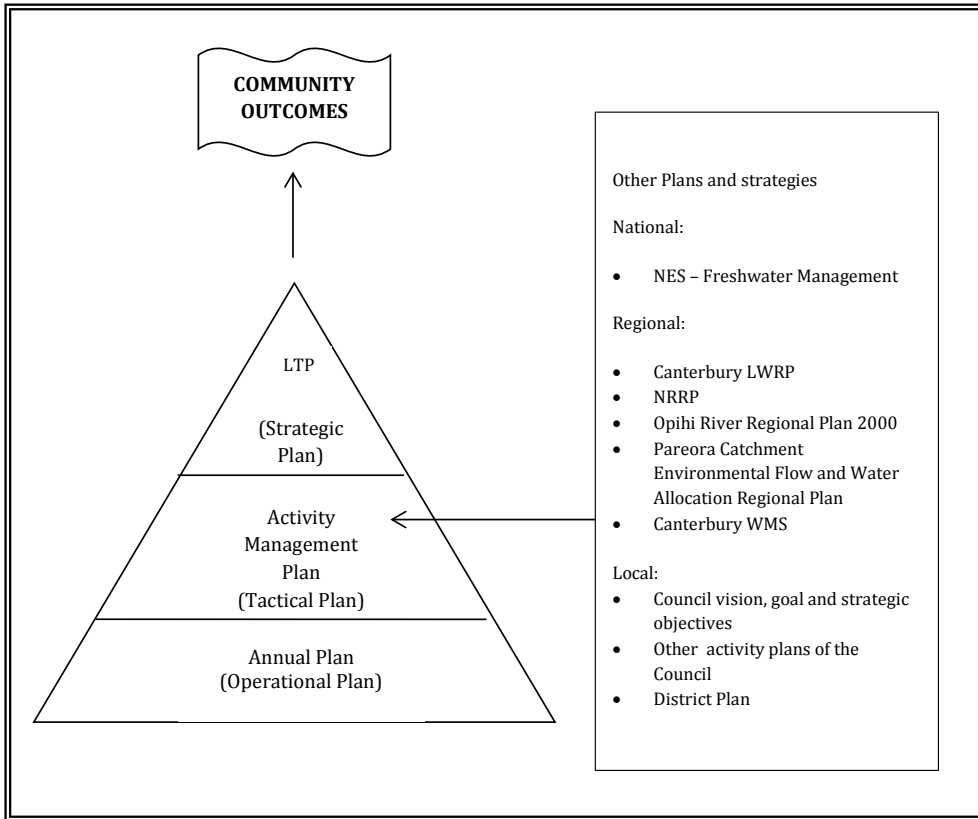 COMMUNITY
OUTCOMES
LTP
(Strategic
Plan)
Activity
Management
Plan
(Tactical Plan)
Annual Plan
(Operational Plan)
Other Plans and strategies
National:
• NES – Freshwater Management
Regional:
• Canterbury LWRP
• NRRP
• Opihi River Regional Plan 2000
• Pareora Catchment
Environmental Flow and Water
Allocation Regional Plan
• Canterbury WMS
Local:
• Council vision, goal and strategic
objectives
• Other activity plans of the
Council
• District Plan